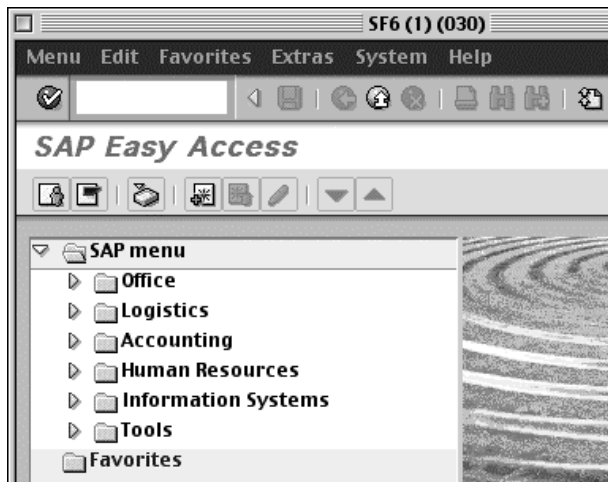 SF6 (1) (030)
Menu Edit Favorites Extras System Help
SAP Easy Access
SAP menu
Office
Logistics
Accounting
Human Resources
Information Systems
Tools
Favorites